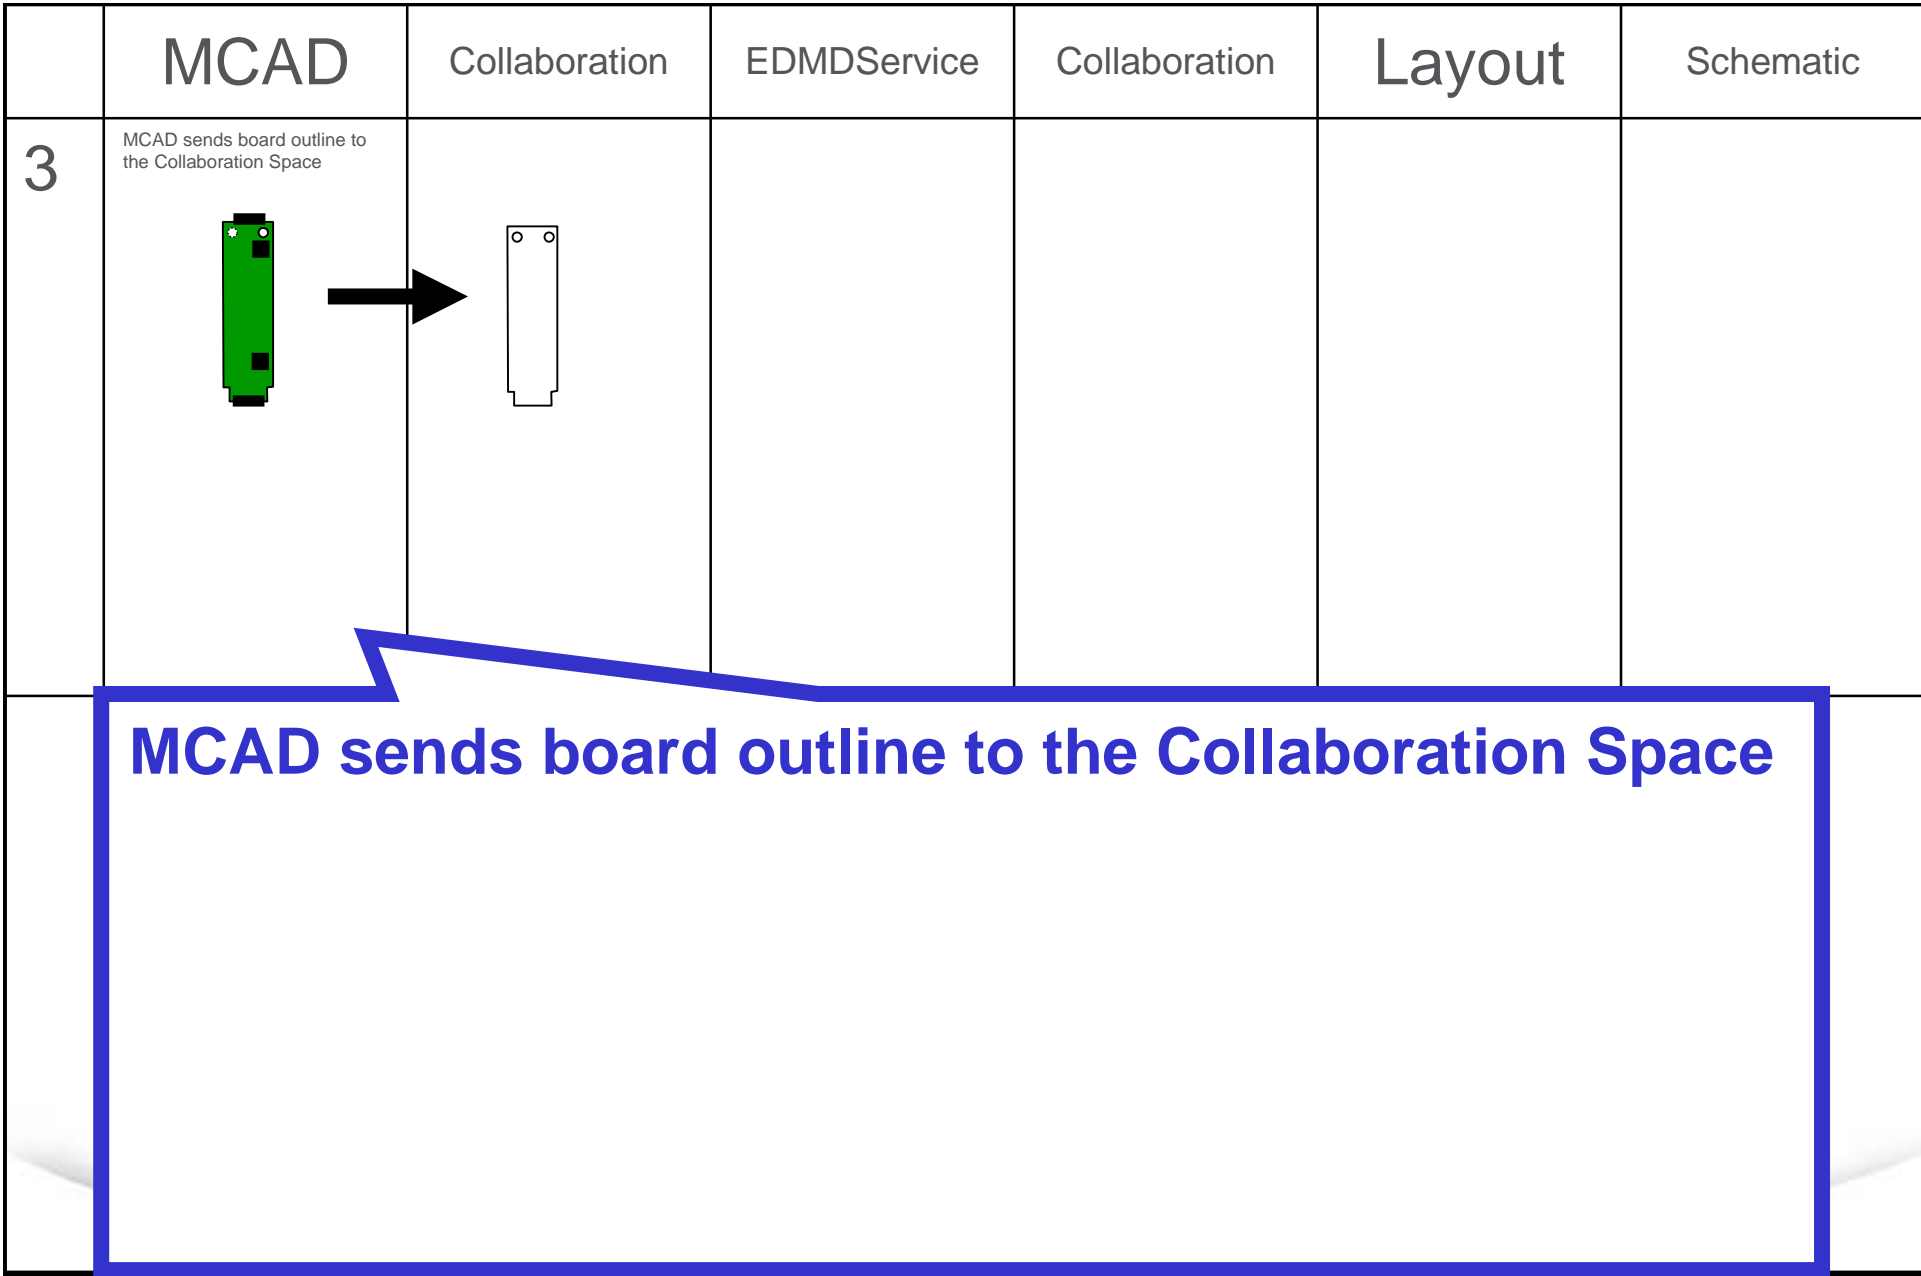 MCAD Collaboration EDMDService Collaboration Layout Schematic
3
MCAD sends board outline to
the Collaboration Space
MCAD sends board outline to the Collaboration Space